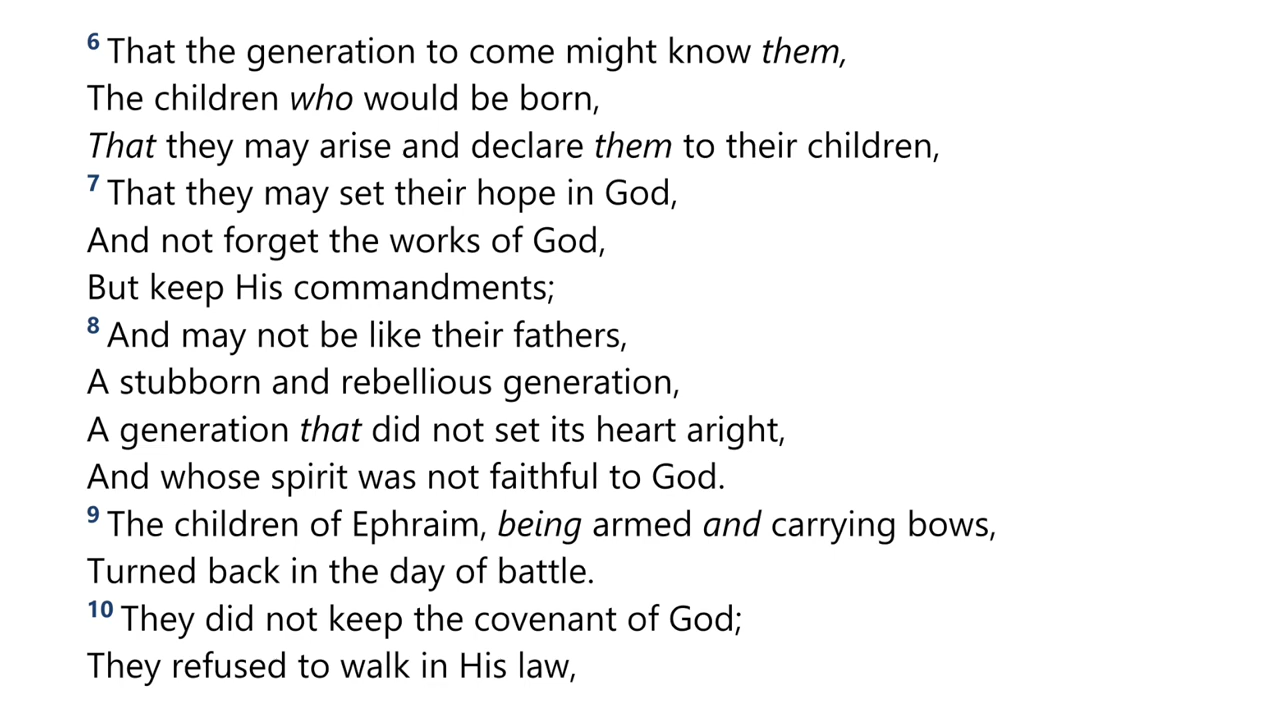 6 That the generation to come might know them,
The children who would be born,
That they may arise and declare them to their children,
7 That they may set their hope in God,
And not forget the works of God,
But keep His commandments;
8 And may not be like their fathers,
A stubborn and rebellious generation,
A generation that did not set its heart aright,
And whose spirit was not faithful to God.
9 The children of Ephraim, being armed and carrying bows,
Turned back in the day of battle.
10 They did not keep the covenant of God;
They refused to walk in His law,